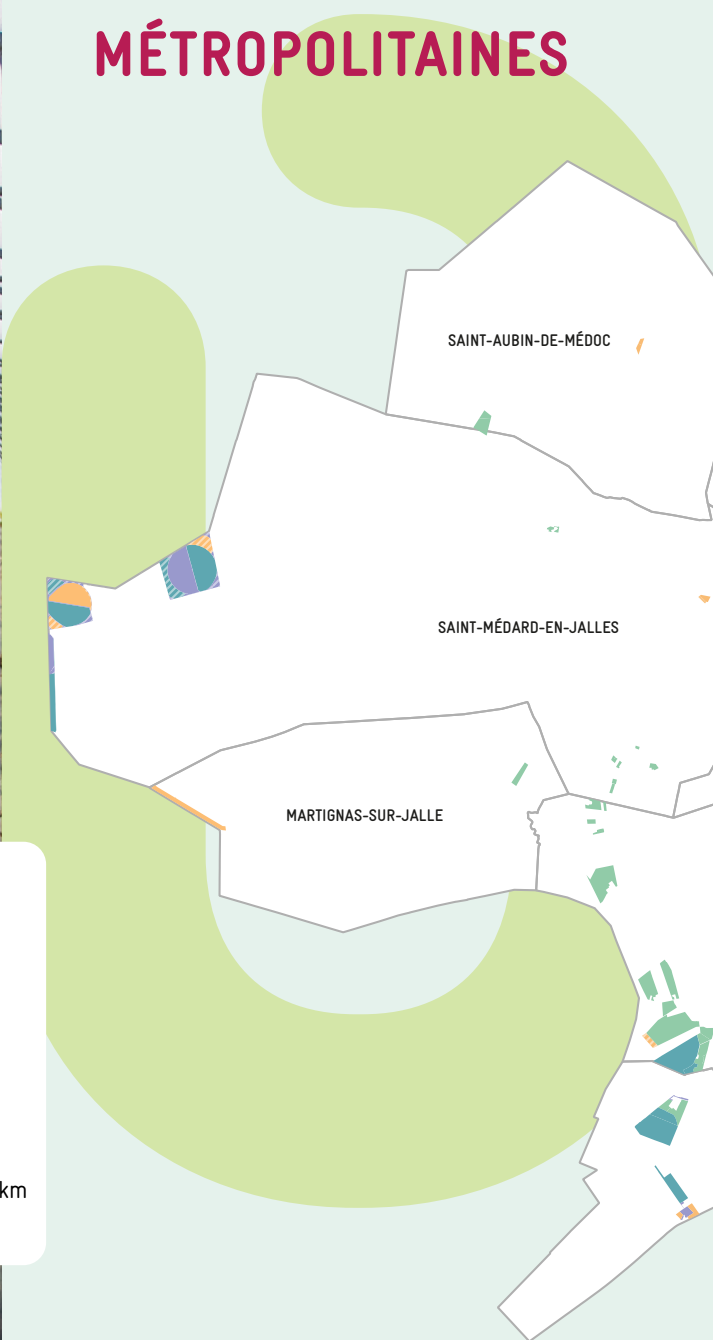 MÉTROPOLITAINES
SAINT-AUBIN-DE-MÉDOC
SAINT-MÉDARD-EN-JALLES
MARTIGNAS-SUR-JALLE
km